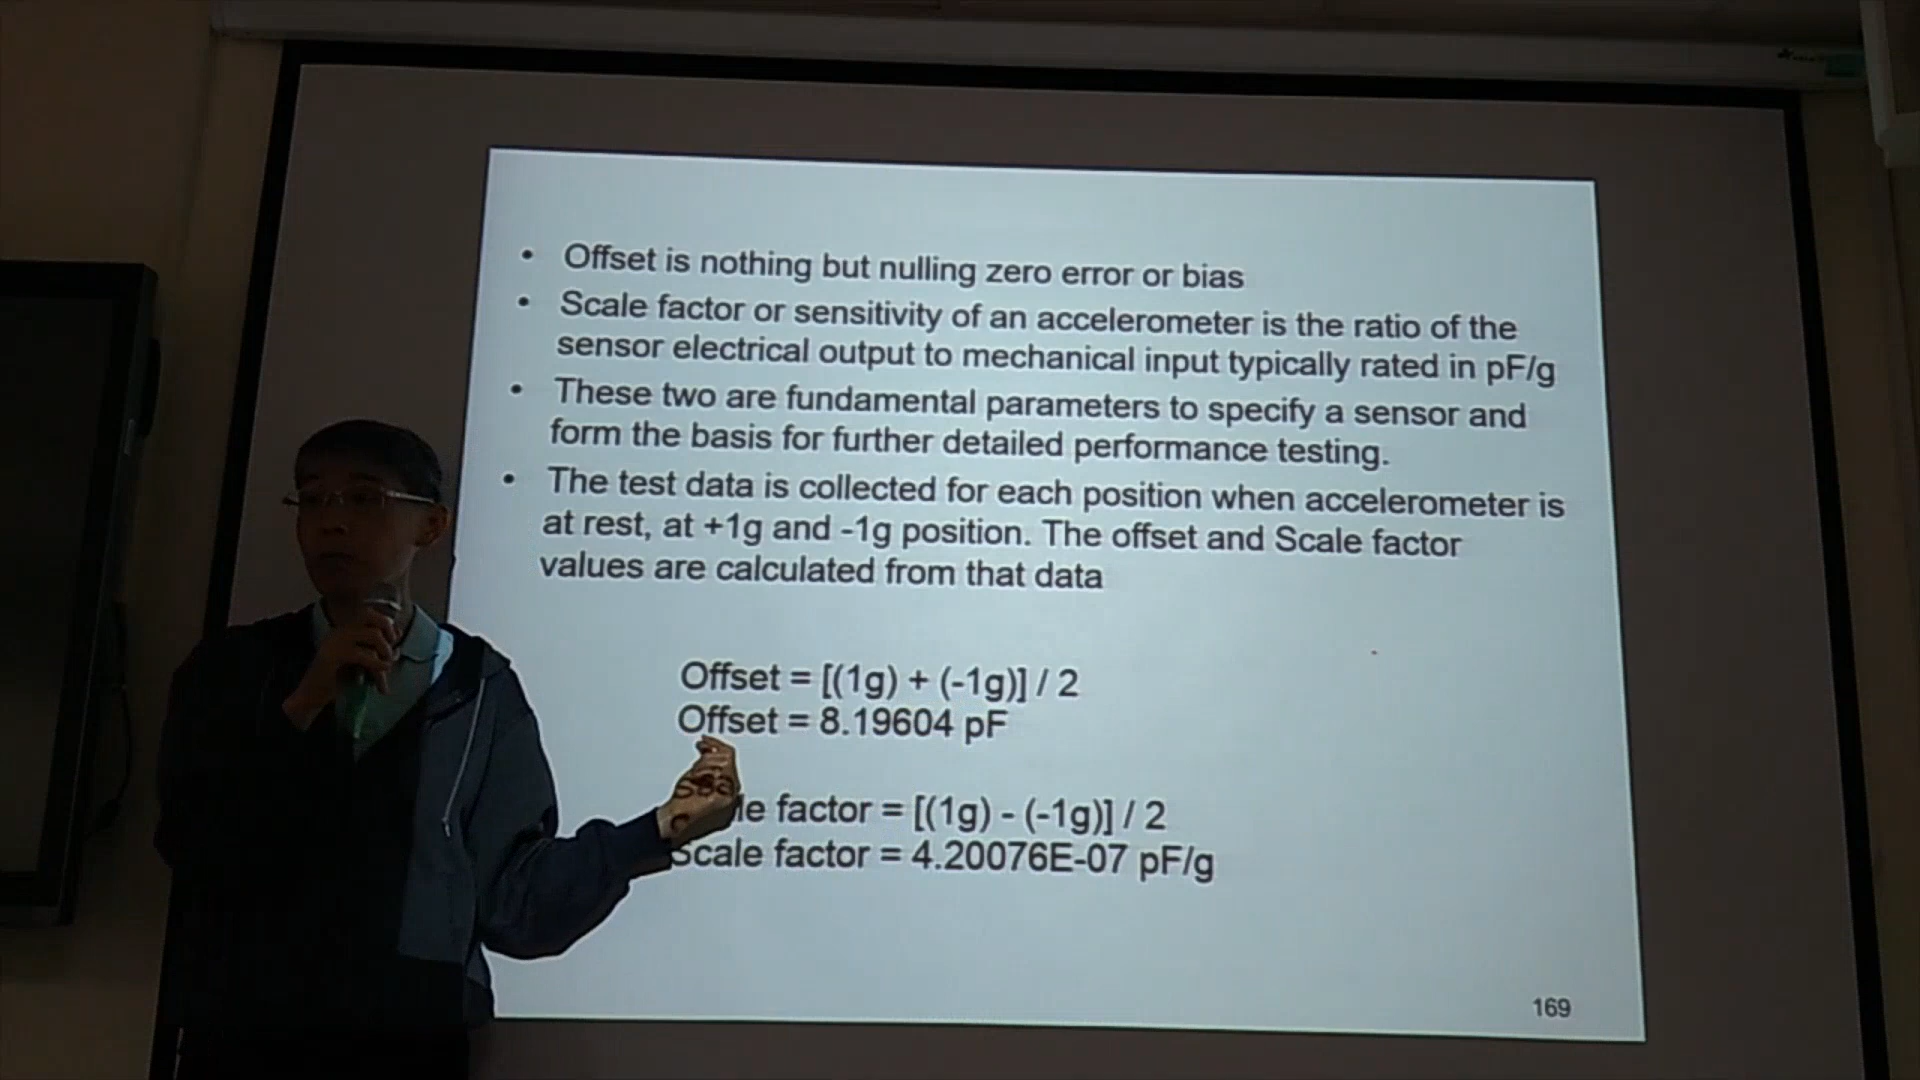 • Offset is nothing but nulling zero error or bias
• Scale factor or sensitivity of an accelerometer is the ratio of the
sensor electrical output to mechanical input typically rated in pF/g
• These two are fundamental parameters to specify a sensor and
form the basis for further detailed performance testing.
• The test data is collected for each position when accelerometer is
at rest, at +1g and -1g position. The offset and Scale factor
values are calculated from that data
Offset = [(1g) + (-1g)] / 2
Offset = 8.19604 pF
le factor = [(1g) - (-1g)] / 2
Scale factor = 4.20076E-07 pF/g
169